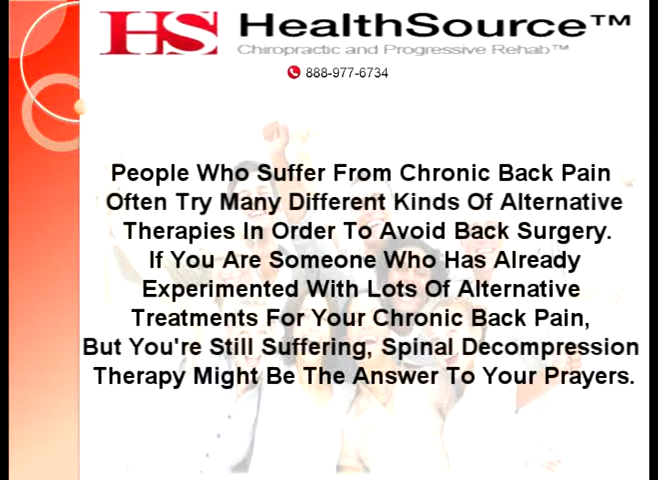 HS HealthSource™
Chiropractic and Progressive Rehab™
888-977-6734
People Who Suffer From Chronic Back Pain
Often Try Many Different Kinds Of Alternative
Therapies In Order To Avoid Back Surgery.
If You Are Someone Who Has Already
Experimented With Lots Of Alternative
Treatments For Your Chronic Back Pain,
But You're Still Suffering, Spinal Decompression
Therapy Might Be The Answer To Your Prayers.